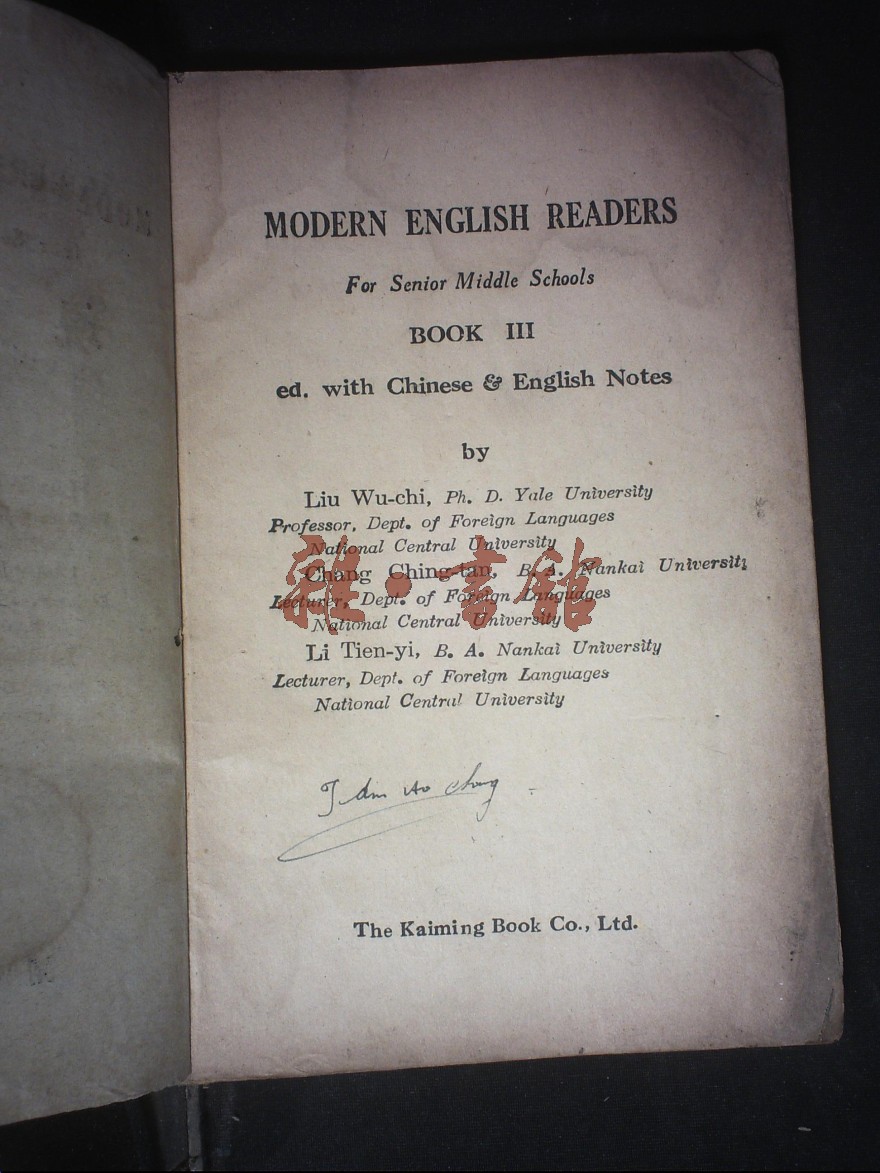 MODERN ENGLISH READERS
For Senior Middle Schools
BOOK III
ed. with Chinese & English Notes
by
Liu Wu-chi, Ph. D. Yale University
Professor, Dept. of Foreign Languages
National Central University
Chang Ching-tan, B. A. Nankai University
Lecturer, Dept. of Foreign Languages
National Central University
Li Tien-yi, B. A. Nankai University
Lecturer, Dept. of Foreign Languages
National Central University
雜·書館
The Kaiming Book Co., Ltd.